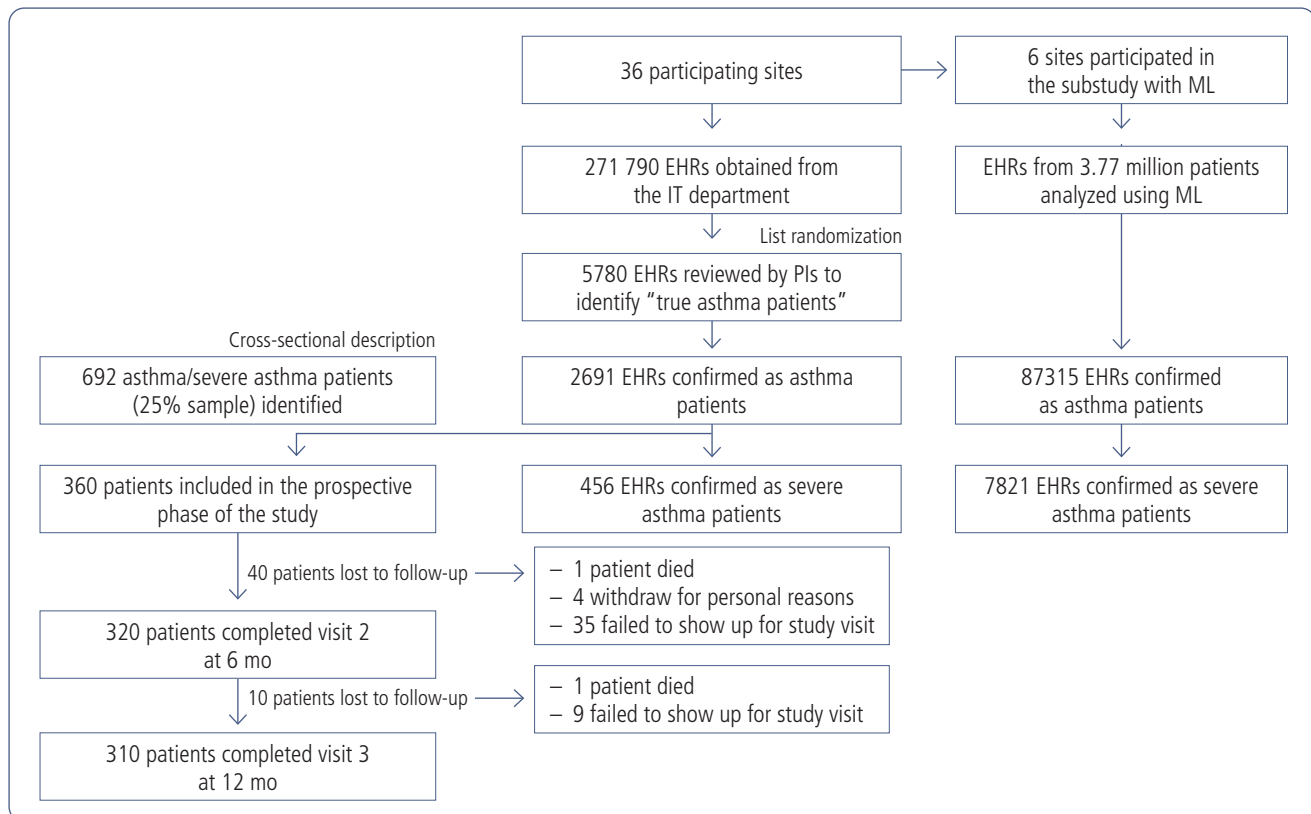 36 participating sites
6 sites participated in
the substudy with ML
271 790 EHRs obtained from
the IT department
EHRs from 3.77 million patients
analyzed using ML
List randomization
5780 EHRs reviewed by PIs to
identify “true asthma patients”
Cross-sectional description
692 asthma/severe asthma patients
(25% sample) identified
2691 EHRs confirmed as asthma
patients
87315 EHRs confirmed
as asthma patients
360 patients included in the prospective
phase of the study
456 EHRs confirmed as severe
asthma patients
7821 EHRs confirmed as severe
asthma patients
40 patients lost to follow-up
– 1 patient died
– 4 withdraw for personal reasons
– 35 failed to show up for study visit
320 patients completed visit 2
at 6 mo
10 patients lost to follow-up
– 1 patient died
– 9 failed to show up for study visit
310 patients completed visit 3
at 12 mo